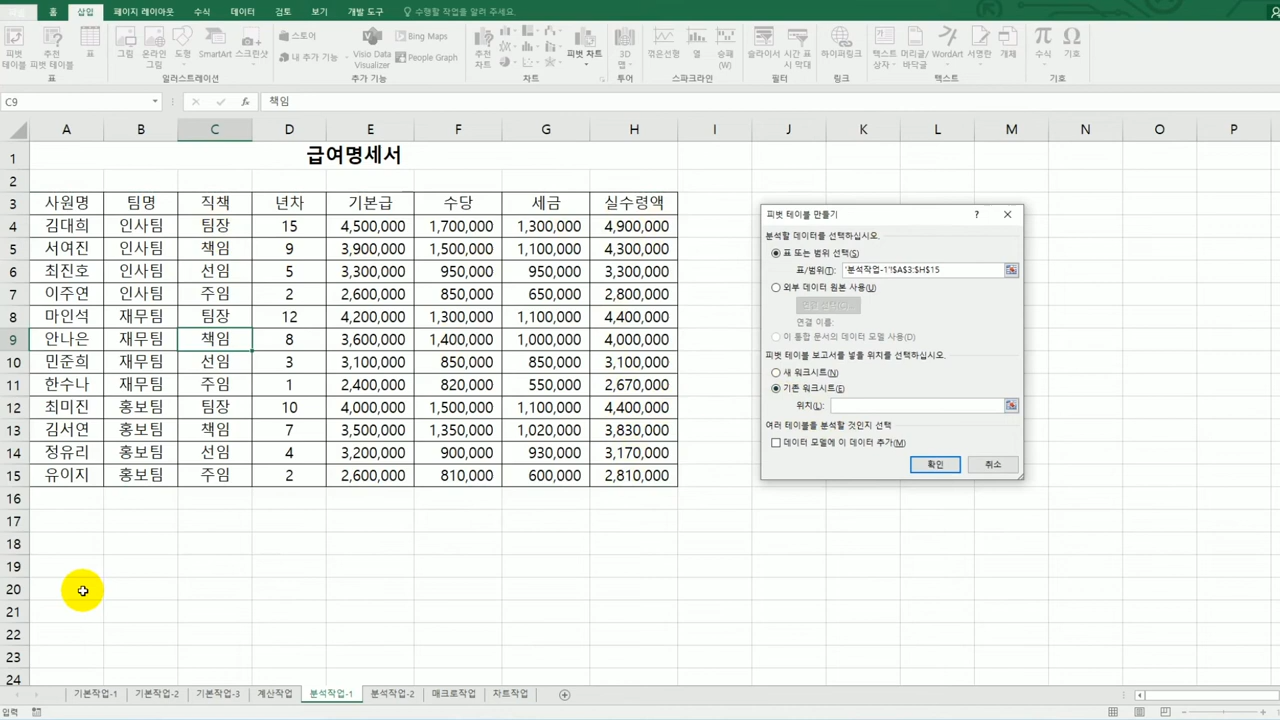 홈 삽입 페이지 레이아웃 수식 데이터 검토 보기 개발 도구 수행할 작업을 알려 주세요.
피벗 테이블 추천 피벗 테이블 표 그림 온라인 그림 도형 SmartArt 스크린샷 스토어 내 추가 기능 Visio Data Visualizer Bing Maps People Graph 추천 차트 피벗 차트 3D 맵 꺾은선형 열 승패 (W) 슬라이서 시간 표시 막대 하이퍼링크 텍스트 상자 머리글/바닥글 WordArt 서명란 개체 수식 기호
표 일러스트레이션 추가 기능 차트 투어 스파크라인 필터 링크 텍스트 기호
C9 fx 책임
A B C D E F G H I J K L M N O P
1 급여명세서
2
3 사원명 팀명 직책 년차 기본급 수당 세금 실수령액
4 김대희 인사팀 팀장 15 4,500,000 1,700,000 1,300,000 4,900,000
5 서여진 인사팀 책임 9 3,900,000 1,500,000 1,100,000 4,300,000
6 최진호 인사팀 선임 5 3,300,000 950,000 950,000 3,300,000
7 이주연 인사팀 주임 2 2,600,000 850,000 650,000 2,800,000
8 마인석 재무팀 팀장 12 4,200,000 1,300,000 1,100,000 4,400,000
9 안나은 재무팀 책임 8 3,600,000 1,400,000 1,000,000 4,000,000
10 민준희 재무팀 선임 3 3,100,000 850,000 850,000 3,100,000
11 한수나 재무팀 주임 1 2,400,000 820,000 550,000 2,670,000
12 최미진 홍보팀 팀장 10 4,000,000 1,500,000 1,100,000 4,400,000
13 김서연 홍보팀 책임 7 3,500,000 1,350,000 1,020,000 3,830,000
14 정유리 홍보팀 선임 4 3,200,000 900,000 930,000 3,170,000
15 유이지 홍보팀 주임 2 2,600,000 810,000 600,000 2,810,000
16
17
18
19
20
21
22
23
24
피벗 테이블 만들기 ?
분석할 데이터를 선택하십시오.
표 또는 범위 선택(S)
표/범위(T): '분석작업-1'!$A$3:$H$15
외부 데이터 원본 사용(U)
연결 이름:
이 통합 문서의 데이터 모델 사용(D)
피벗 테이블 보고서를 넣을 위치를 선택하십시오.
새 워크시트(N)
기존 워크시트(E)
위치(L):
여러 테이블을 분석할 것인지 선택
데이터 모델에 이 데이터 추가(M)
확인 취소
기본작업-1 기본작업-2 기본작업-3 계산작업 분석작업-1 분석작업-2 매크로작업 차트작업
입력